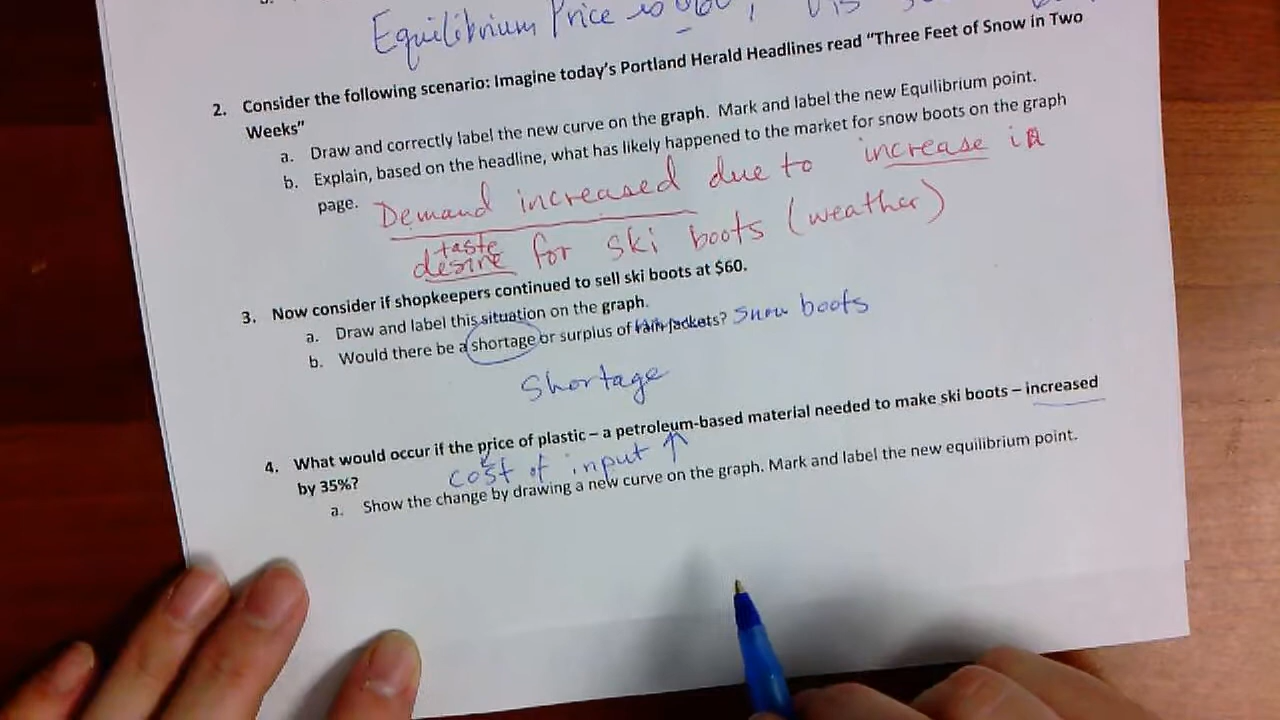 Equilibrium Price is $60,
2. Consider the following scenario: Imagine today's Portland Herald Headlines read "Three Feet of Snow in Two
Weeks"
a. Draw and correctly label the new curve on the graph. Mark and label the new Equilibrium point.
b. Explain, based on the headline, what has likely happened to the market for snow boots on the graph
page.
Demand increased due to increase in
taste
desire for ski boots (weather)
3. Now consider if shopkeepers continued to sell ski boots at $60.
a. Draw and label this situation on the graph.
b. Would there be a shortage or surplus of rain jackets? Snow boots
Shortage
4. What would occur if the price of plastic – a petroleum-based material needed to make ski boots – increased
by 35%?
cost of input ↑
a. Show the change by drawing a new curve on the graph. Mark and label the new equilibrium point.